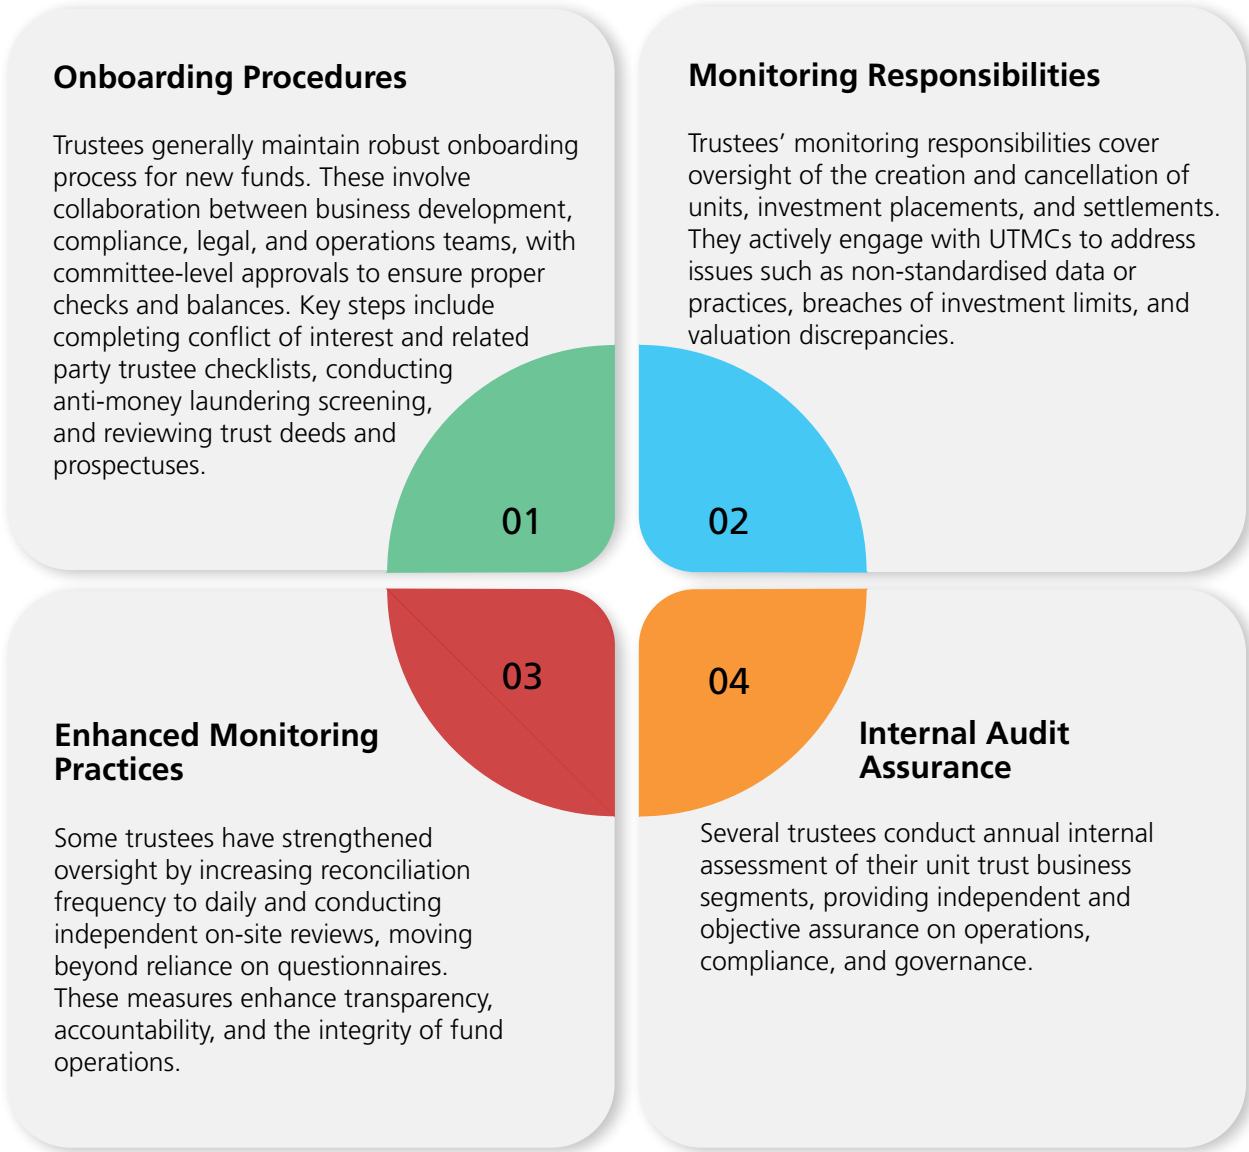 Onboarding Procedures
Trustees generally maintain robust onboarding
process for new funds. These involve
collaboration between business development,
compliance, legal, and operations teams, with
committee-level approvals to ensure proper
checks and balances. Key steps include
completing conflict of interest and related
party trustee checklists, conducting
anti-money laundering screening,
and reviewing trust deeds and
prospectuses.
01
Monitoring Responsibilities
Trustees’ monitoring responsibilities cover
oversight of the creation and cancellation of
units, investment placements, and settlements.
They actively engage with UTMCs to address
issues such as non-standardised data or
practices, breaches of investment limits, and
valuation discrepancies.
02
03
Enhanced Monitoring
Practices
Some trustees have strengthened
oversight by increasing reconciliation
frequency to daily and conducting
independent on-site reviews, moving
beyond reliance on questionnaires.
These measures enhance transparency,
accountability, and the integrity of fund
operations.
04
Internal Audit
Assurance
Several trustees conduct annual internal
assessment of their unit trust business
segments, providing independent and
objective assurance on operations,
compliance, and governance.